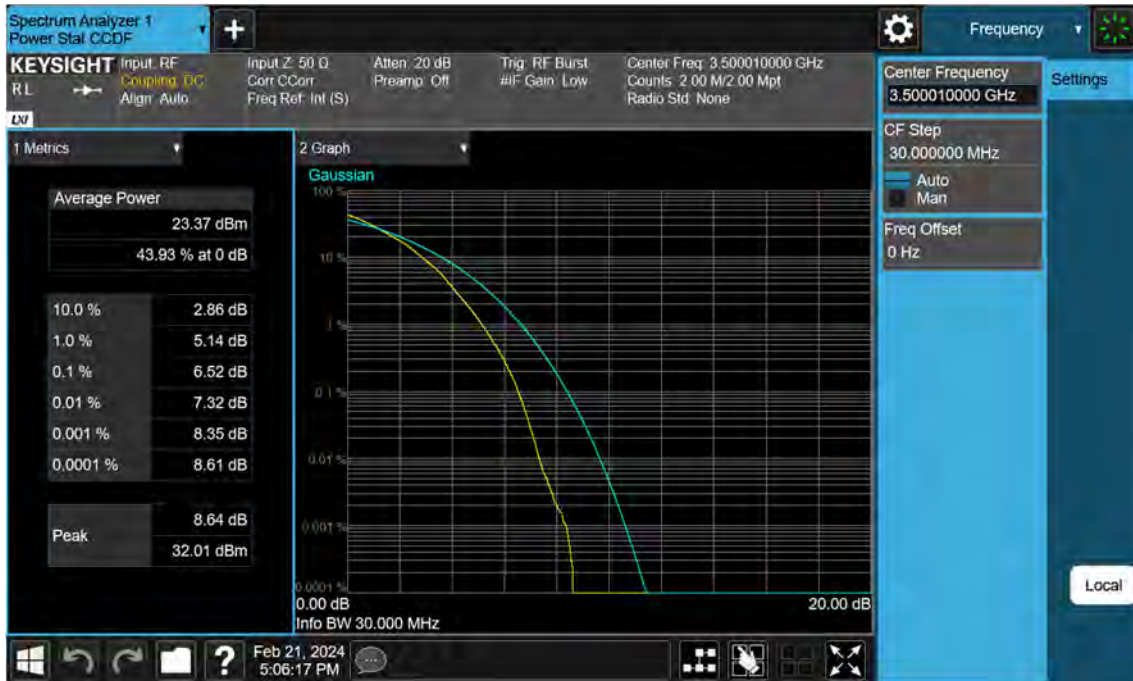 Spectrum Analyzer 1
Power Stat CCDF
+
Frequency
KEYSIGHT
RL
LXI
Input: RF
Coupling: DC
Align: Auto
Input Z: 50 Ω
Corr CCorr
Freq Ref: Int (S)
Atten: 20 dB
Preamp: Off
Trig: RF Burst
#IF Gain: Low
Center Freq: 3.500010000 GHz
Counts: 2.00 M/2.00 Mpt
Radio Std: None
Center Frequency
3.500010000 GHz
Settings
CF Step
30.000000 MHz
Auto
Man
Freq Offset
0 Hz
Local
1 Metrics
Average Power
23.37 dBm
43.93 % at 0 dB
10.0 % 2.86 dB
1.0 % 5.14 dB
0.1 % 6.52 dB
0.01 % 7.32 dB
0.001 % 8.35 dB
0.0001 % 8.61 dB
Peak 8.64 dB
32.01 dBm
2 Graph
Gaussian
100 %
10 %
1 %
0.1 %
0.01 %
0.001 %
0.0001 %
0.00 dB 20.00 dB
Info BW 30.000 MHz
?
Feb 21, 2024
5:06:17 PM